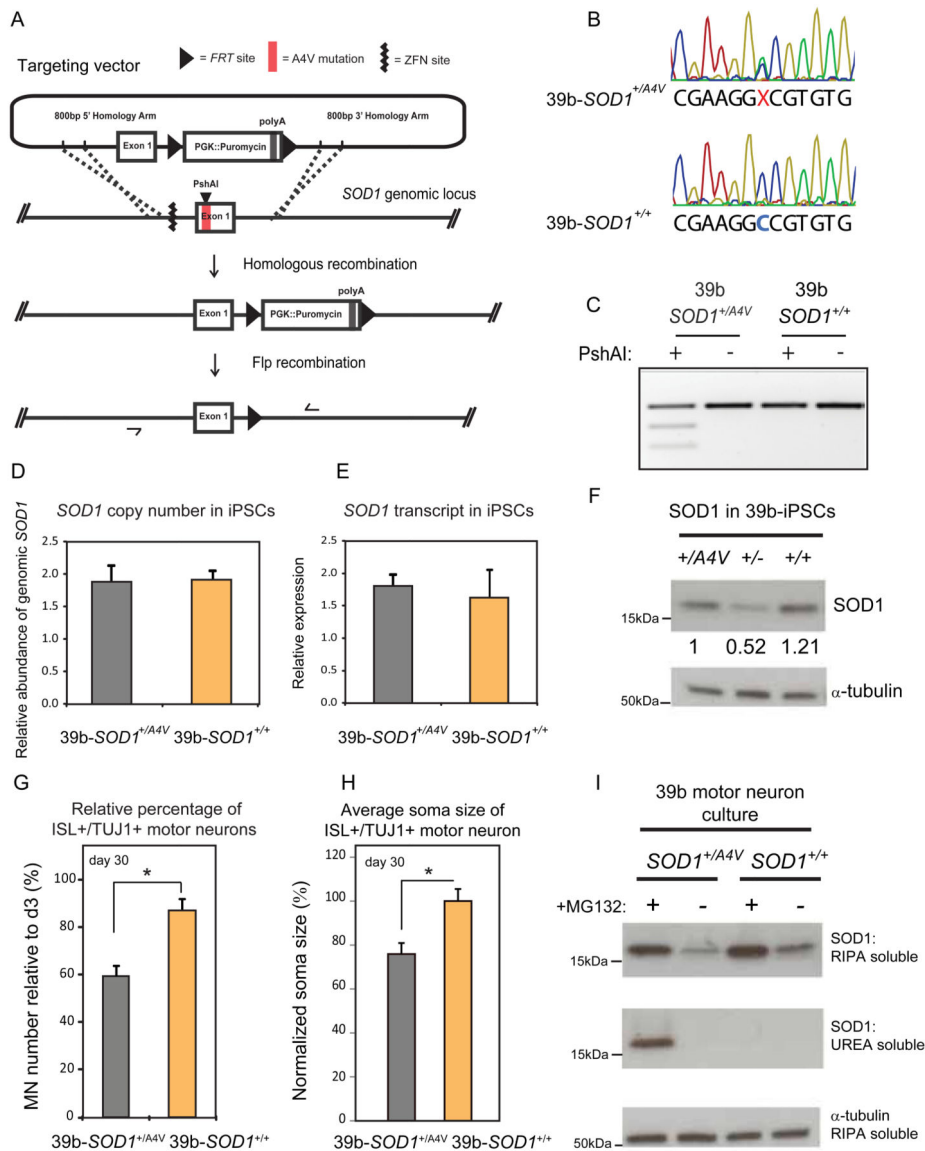 A
Targeting vector
= FRT site
= A4V mutation
= ZFN site
800bp 5' Homology Arm
polyA
800bp 3' Homology Arm
Exon 1
PGK::Puromycin
PshAI
SOD1 genomic locus
Exon 1
Homologous recombination
polyA
Exon 1
PGK::Puromycin
Flp recombination
Exon 1
B
39b-SOD1+/A4V
CGAAGGXCGTGTG
39b-SOD1+/+
CGAAGGCCGTGTG
C
39b
SOD1+/A4V
39b
SOD1+/+
PshAI:
+ - + -
D
SOD1 copy number in iPSCs
Relative abundance of genomic SOD1
2.5
2.0
1.5
1.0
0.5
0.0
39b-SOD1+/A4V 39b-SOD1+/+
E
SOD1 transcript in iPSCs
Relative expression
2.5
2.0
1.5
1.0
0.5
0.0
39b-SOD1+/A4V 39b-SOD1+/+
F
SOD1 in 39b-iPSCs
+/A4V +/- +/+
SOD1
15kDa
1 0.52 1.21
α-tubulin
50kDa
G
Relative percentage of
ISL+/TUJ1+ motor neurons
MN number relative to d3 (%)
day 30
*
100
80
60
40
20
0
39b-SOD1+/A4V 39b-SOD1+/+
H
Average soma size of
ISL+/TUJ1+ motor neuron
Normalized soma size (%)
day 30
*
120
100
80
60
40
20
0
39b-SOD1+/A4V 39b-SOD1+/+
I
39b motor neuron
culture
SOD1+/A4V SOD1+/+
+MG132: + - + -
SOD1:
RIPA soluble
15kDa
SOD1:
UREA soluble
15kDa
α-tubulin
RIPA soluble
50kDa